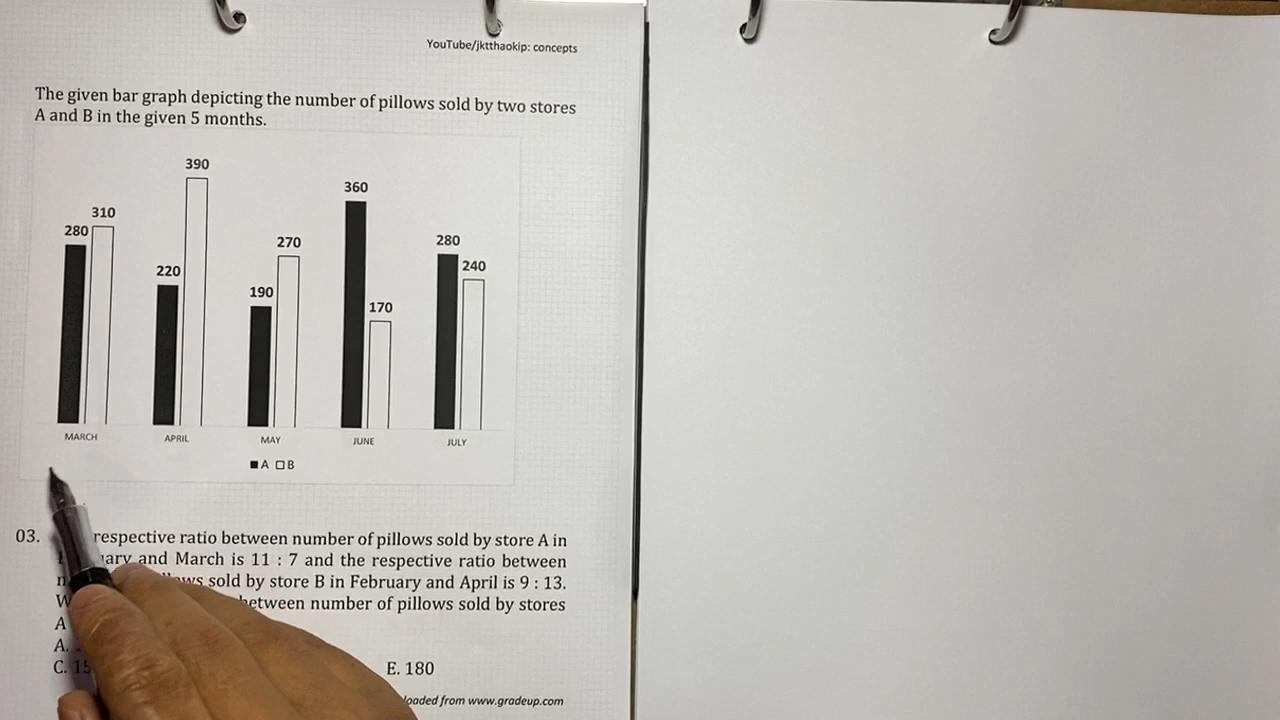 YouTube/jktthaokip: concepts
The given bar graph depicting the number of pillows sold by two stores
A and B in the given 5 months.
390
360
310
280
270
280
240
220
190
170
MARCH APRIL MAY JUNE JULY
A B
03. respective ratio between number of pillows sold by store A in
and March is 11 : 7 and the respective ratio between
sold by store B in February and April is 9 : 13.
between number of pillows sold by stores
A
A.
C. E. 180
from www.gradeup.com